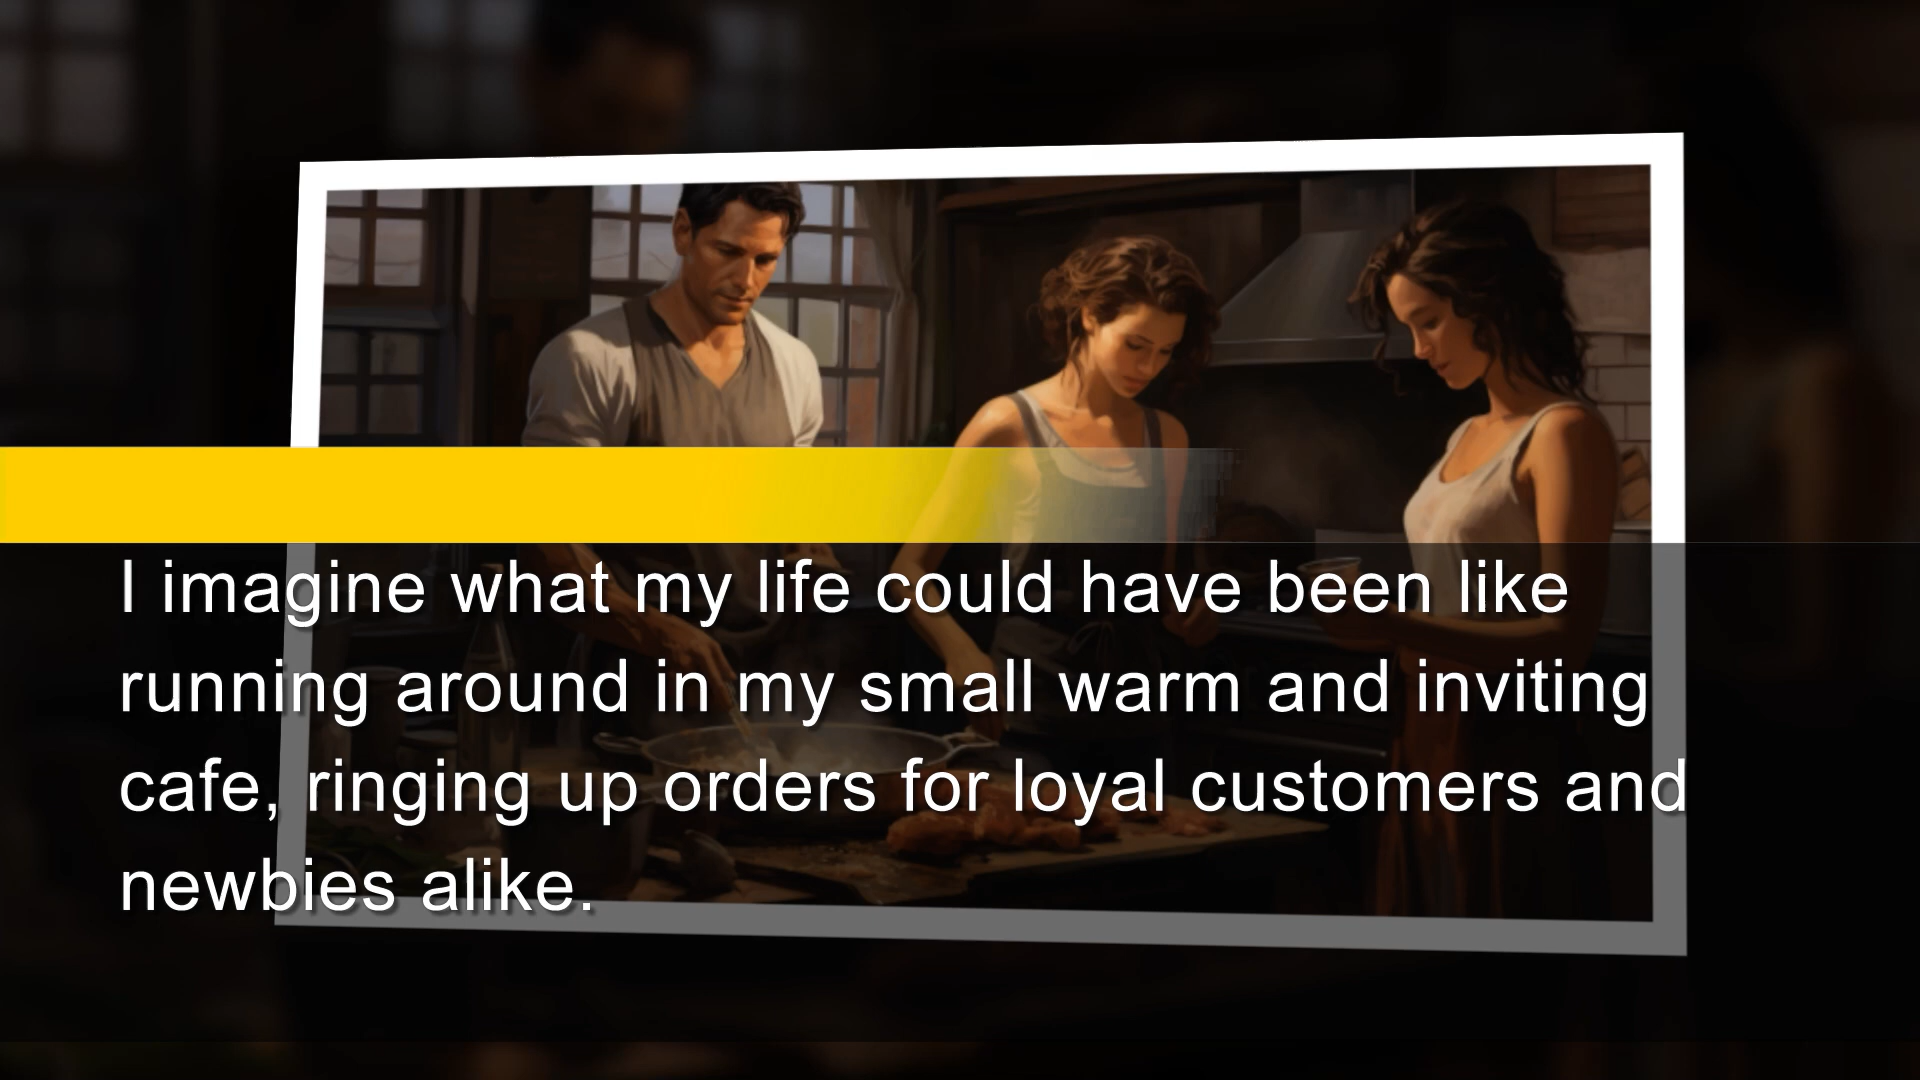 I imagine what my life could have been like
running around in my small warm and inviting
cafe, ringing up orders for loyal customers and
newbies alike.